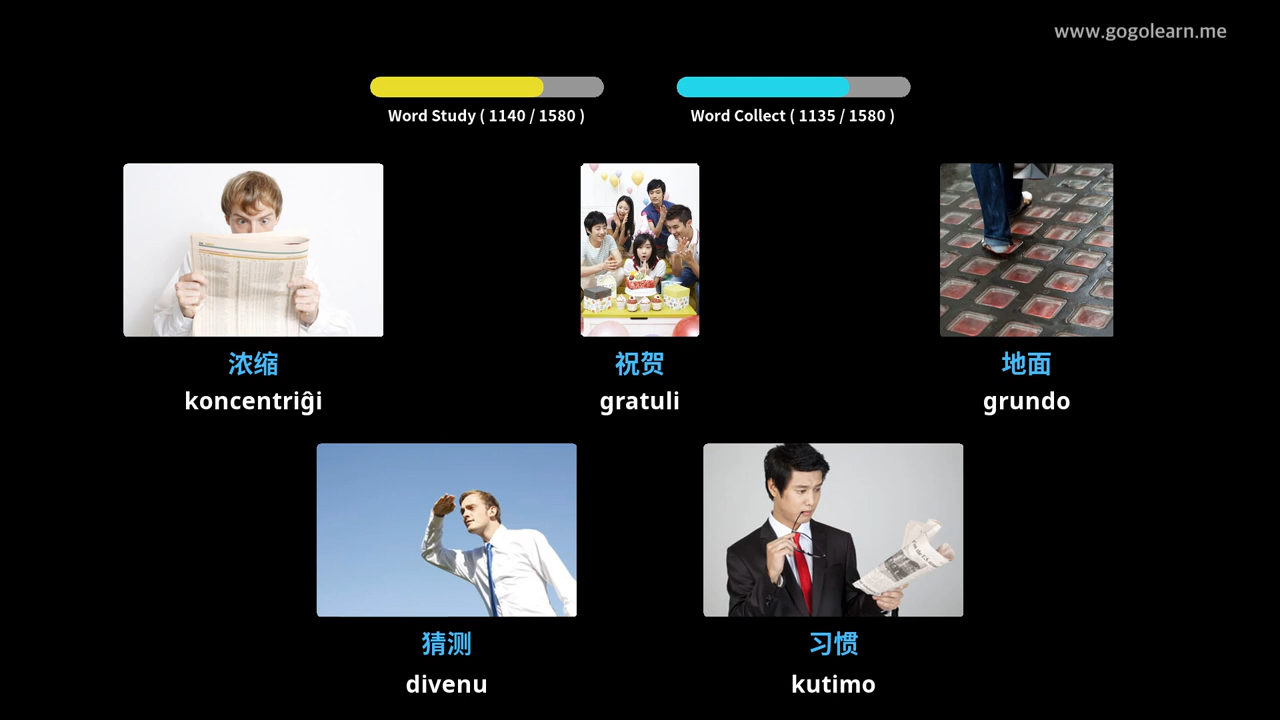 www.gogolearn.me
Word Study ( 1140 / 1580 )
Word Collect ( 1135 / 1580 )
浓缩
koncentriĝi
祝贺
gratuli
地面
grundo
猜测
divenu
习惯
kutimo